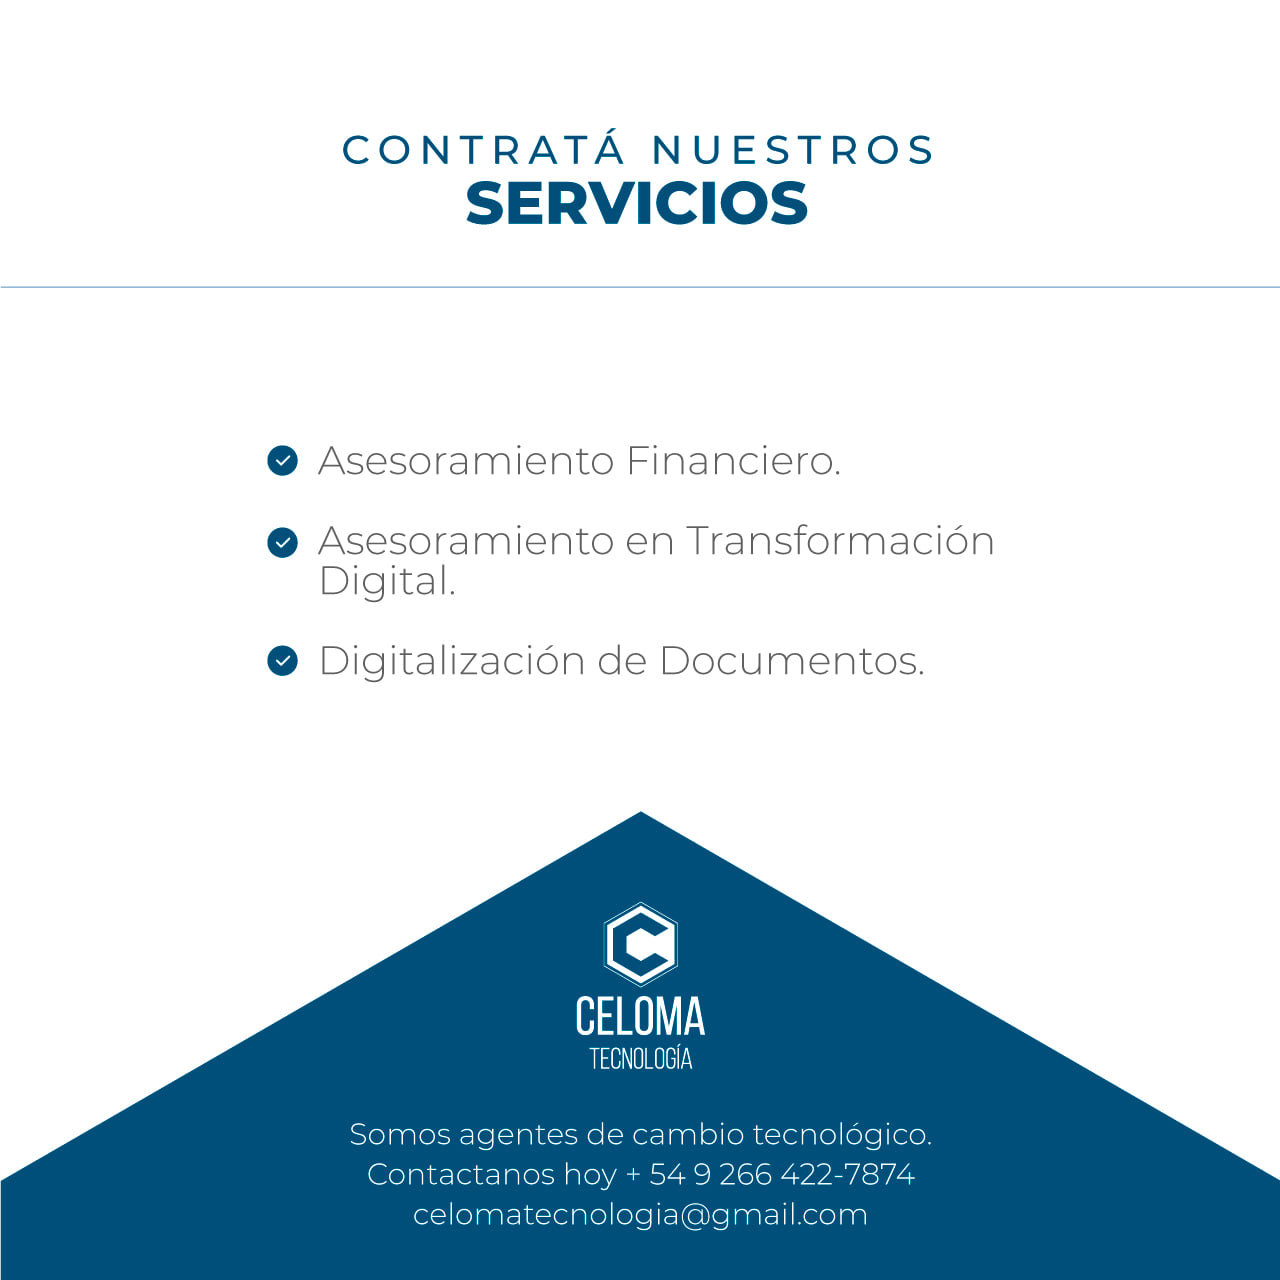 CONTRATÁ NUESTROS
SERVICIOS
Asesoramiento Financiero.
Asesoramiento en Transformación
Digital.
Digitalización de Documentos.
CELOMA
TECNOLOGÍA
Somos agentes de cambio tecnológico.
Contactanos hoy + 54 9 266 422-7874
celomatecnologia@gmail.com